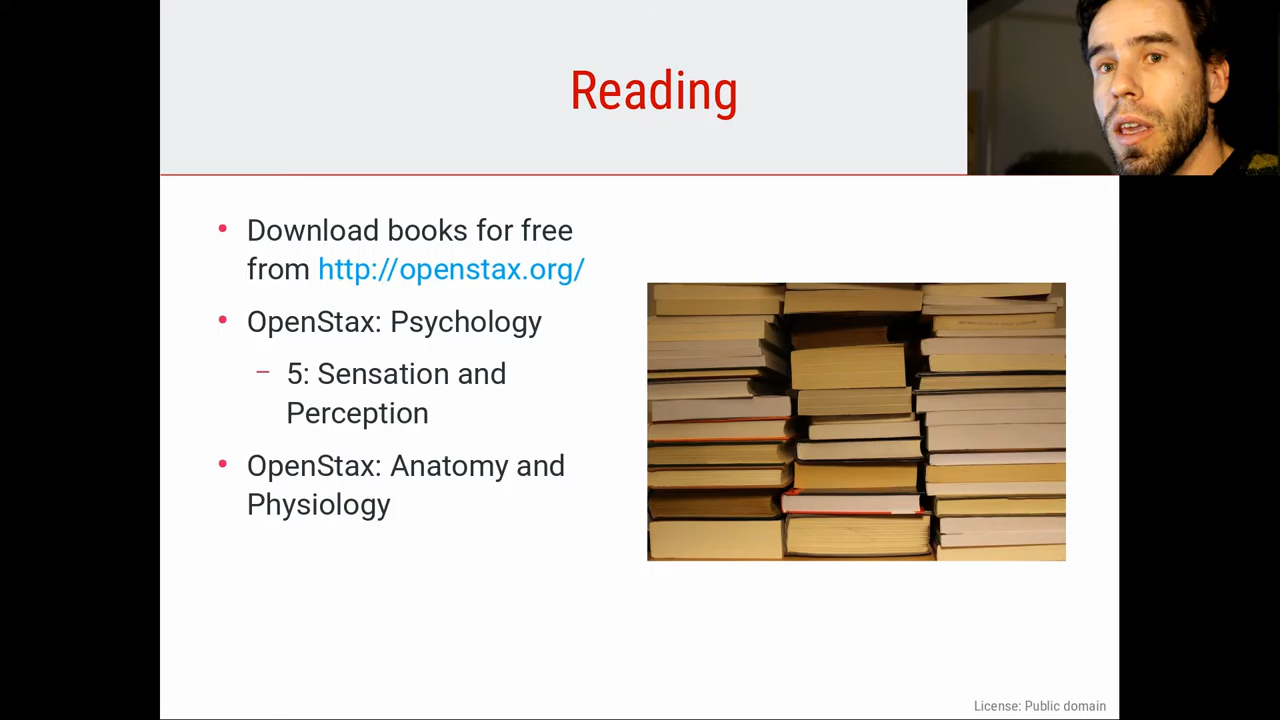 Reading
• Download books for free
from http://openstax.org/
• OpenStax: Psychology
– 5: Sensation and
Perception
• OpenStax: Anatomy and
Physiology
License: Public domain